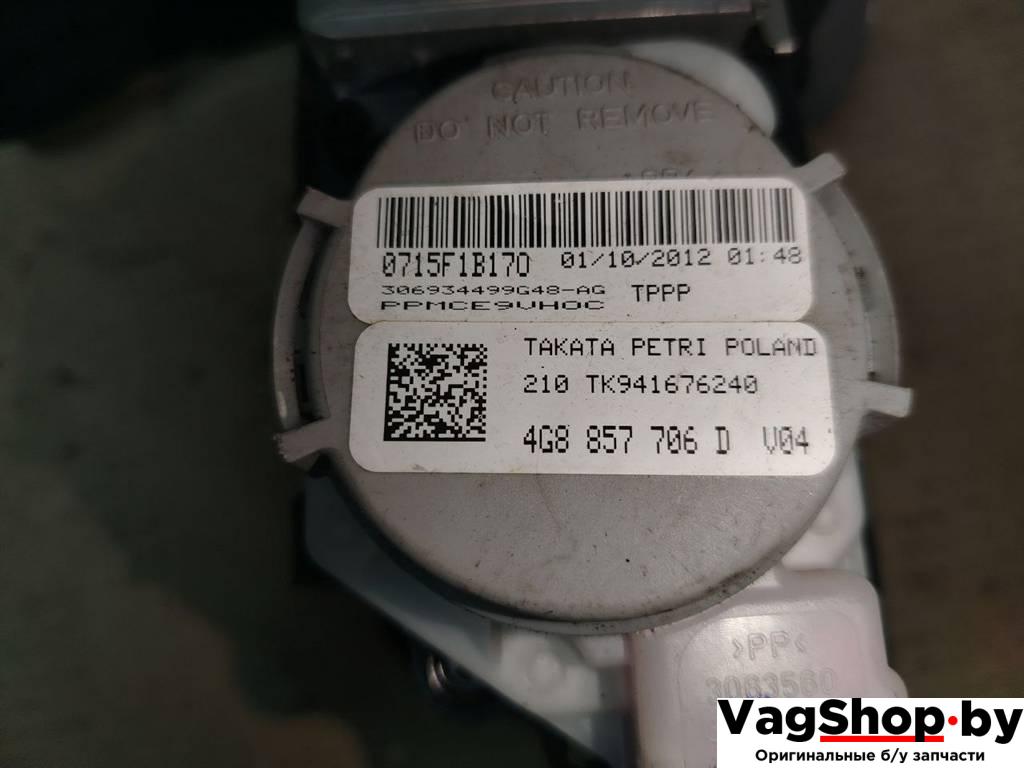 CAUTION
DO NOT REMOVE
0715F1B170 01/10/2012 01:48
306934499G48-AG TPPP
PPMCE9VHOC
TAKATA PETRI POLAND
210 TK941676240
4G8 857 706 D V04
>PP<
3063560
VagShop.by
Оригинальные б/у запчасти